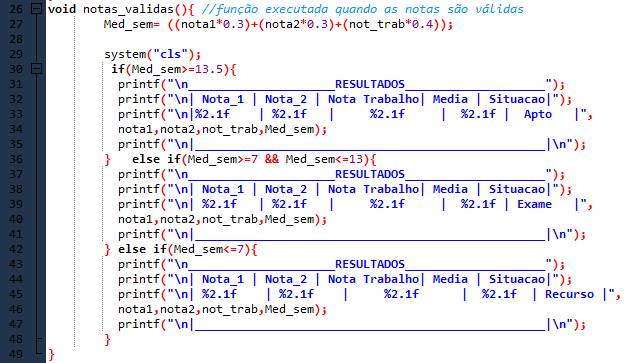 26 void notas_validas(){ //função executada quando as notas são válidas
27 Med_sem= ((nota1*0.3)+(nota2*0.3)+(not_trab*0.4));
28
29 system("cls");
30 if(Med_sem>=13.5){
31 printf("\n_____________________RESULTADOS____________________");
32 printf("\n| Nota_1 | Nota_2 | Nota Trabalho| Media | Situacao|");
33 printf("\n|%2.1f    | %2.1f   |     %2.1f     |  %2.1f |  Apto   |",
34 nota1,nota2,not_trab,Med_sem);
35 printf("\n|__________________________________________________|\n");
36 }   else if(Med_sem>=7 && Med_sem<=13){
37 printf("\n_____________________RESULTADOS____________________");
38 printf("\n| Nota_1 | Nota_2 | Nota Trabalho| Media | Situacao|");
39 printf("\n|%2.1f    | %2.1f   |     %2.1f     |  %2.1f | Exame   |",
40 nota1,nota2,not_trab,Med_sem);
41 printf("\n|__________________________________________________|\n");
42 } else if(Med_sem<=7){
43 printf("\n_____________________RESULTADOS____________________");
44 printf("\n| Nota_1 | Nota_2 | Nota Trabalho| Media | Situacao|");
45 printf("\n| %2.1f    | %2.1f    |     %2.1f      |  %2.1f  | Recurso |",
46 nota1,nota2,not_trab,Med_sem);
47 printf("\n|__________________________________________________|\n");
48 }
49 }